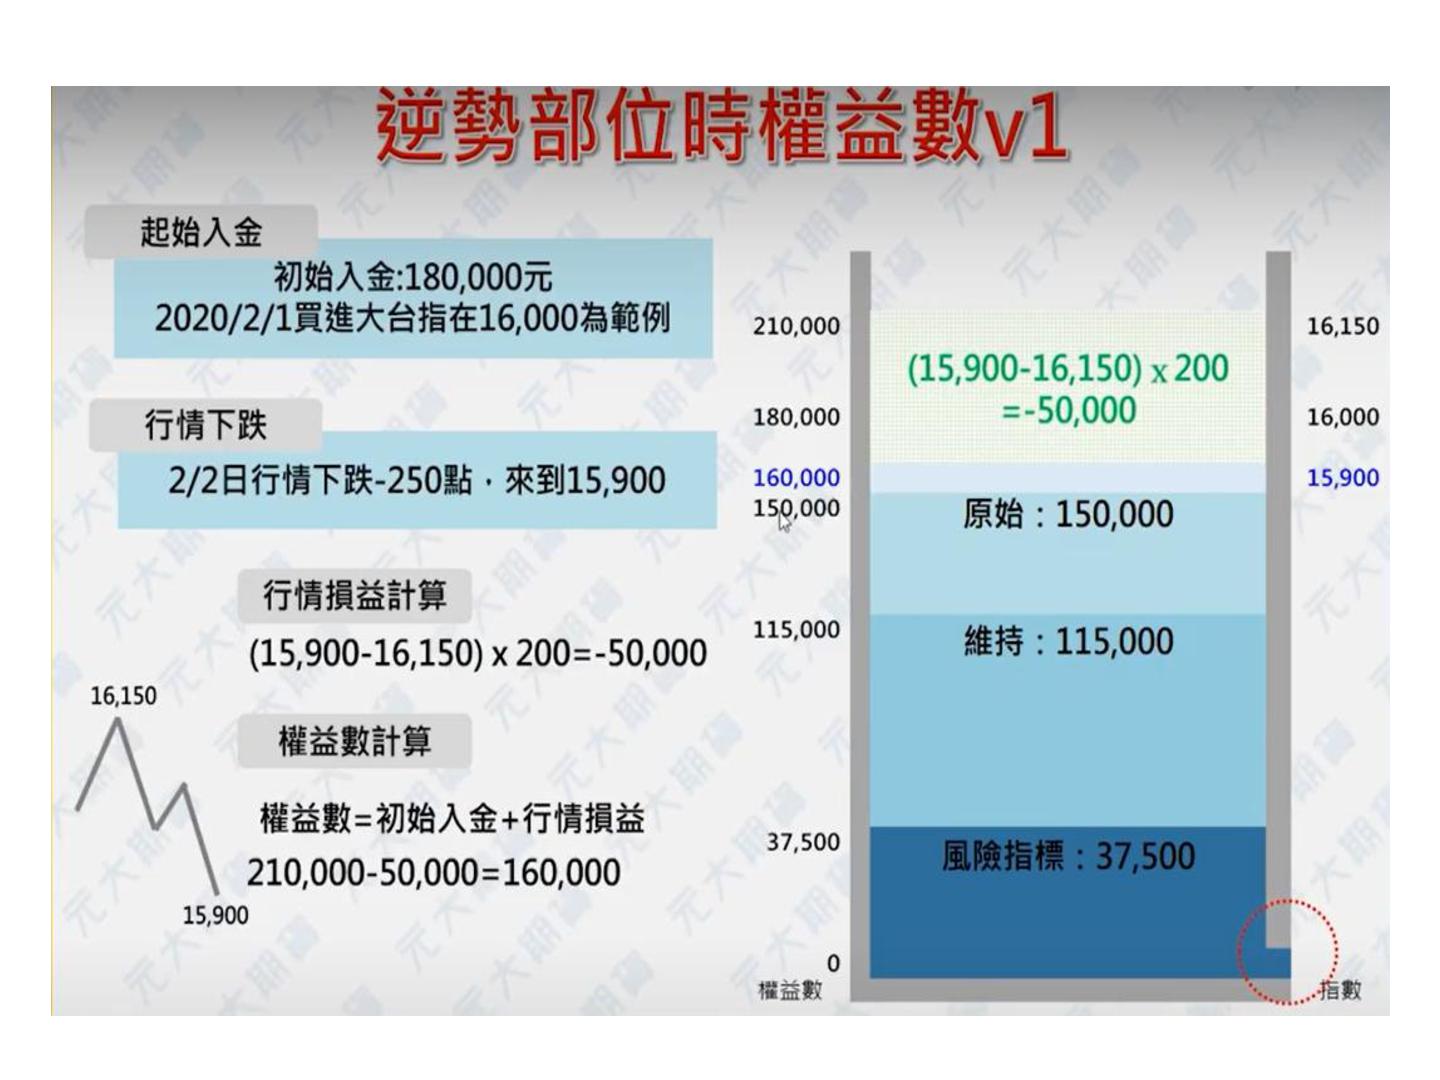 逆勢部位時權益數v1
起始入金
初始入金:180,000元
2020/2/1買進大台指在16,000為範例
行情下跌
2/2日行情下跌-250點，來到15,900
行情損益計算
(15,900-16,150) x 200=-50,000
16,150
權益數計算
權益數=初始入金+行情損益
210,000-50,000=160,000
15,900
210,000
(15,900-16,150) x 200
=-50,000
16,150
180,000
16,000
160,000
15,900
150,000
原始：150,000
115,000
維持：115,000
37,500
風險指標：37,500
0
權益數
指數
元大期貨